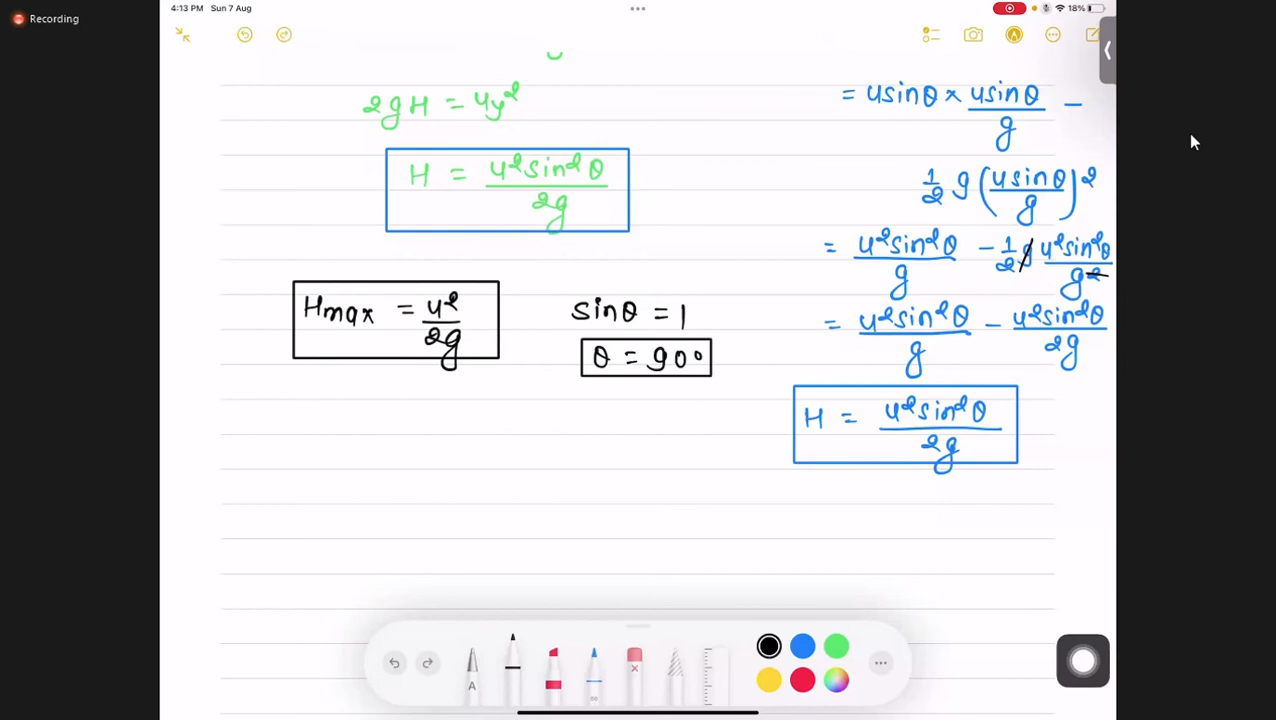 Recording
4:13 PM Sun 7 Aug
18%
2gH = uy²
H = u²sin²θ / 2g
Hmax = u² / 2g
sinθ = 1
θ = 90°
= usinθ × usinθ / g −
1/2 g (usinθ / g)²
= u²sin²θ / g − 1/2 g u²sin²θ / g²
= u²sin²θ / g − u²sin²θ / 2g
H = u²sin²θ / 2g
A